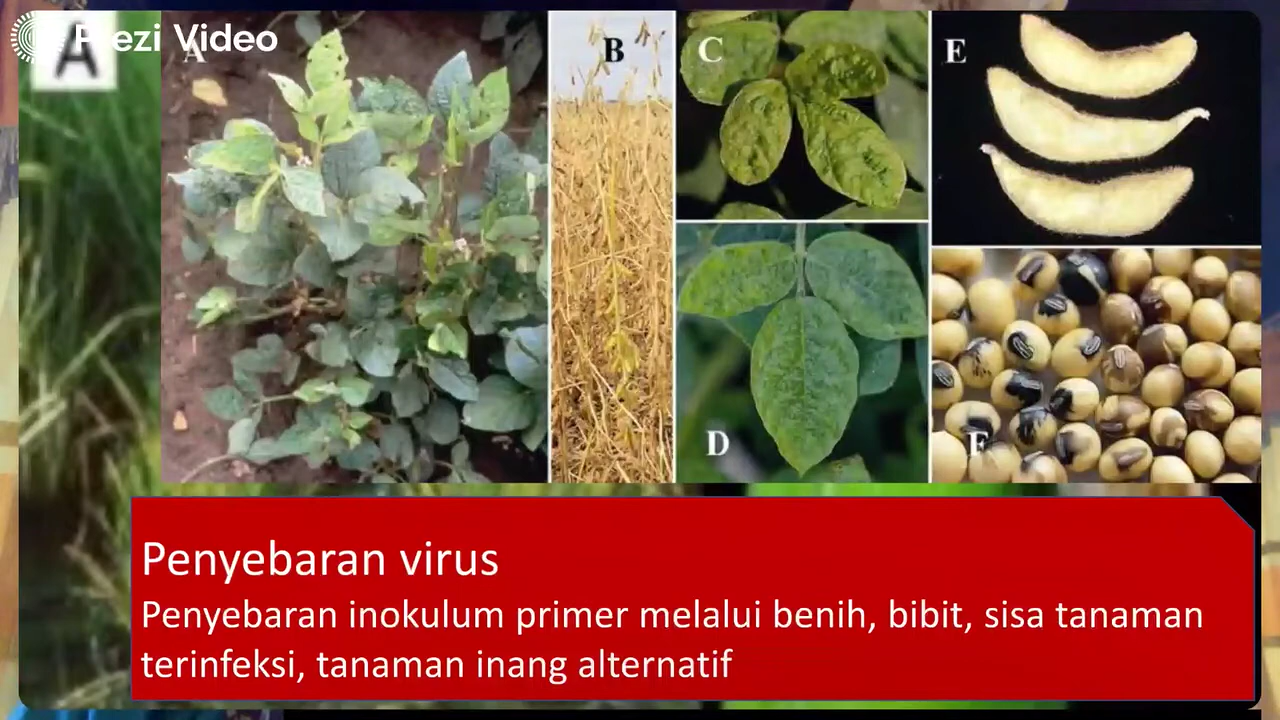 A
Prezi Video
A
B
C
E
D
F
Penyebaran virus
Penyebaran inokulum primer melalui benih, bibit, sisa tanaman
terinfeksi, tanaman inang alternatif